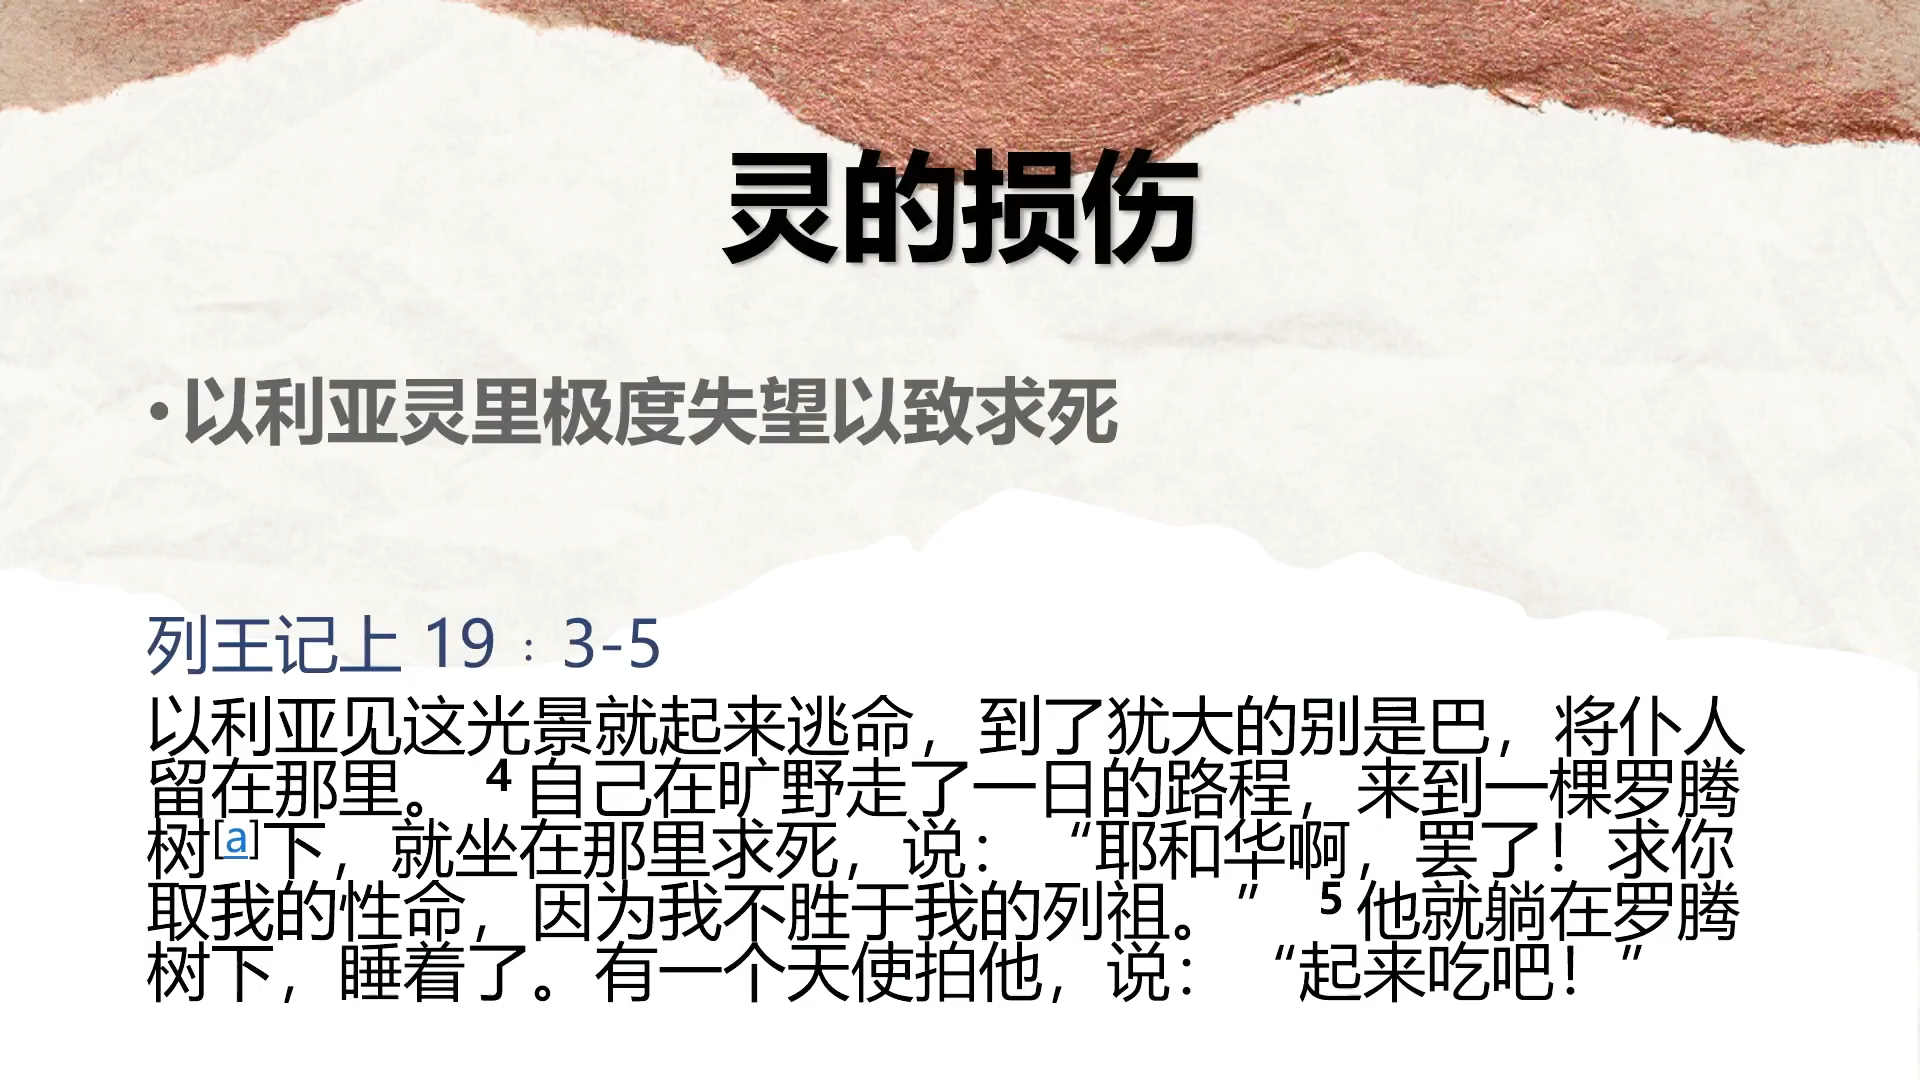 灵的损伤
•以利亚灵里极度失望以致求死
列王记上 19：3-5
以利亚见这光景就起来逃命，到了犹大的别是巴，将仆人
留在那里。 4 自己在旷野走了一日的路程，来到一棵罗腾
树[a]下，就坐在那里求死，说：“耶和华啊，罢了！求你
取我的性命，因为我不胜于我的列祖。” 5 他就躺在罗腾
树下，睡着了。有一个天使拍他，说：“起来吃吧！”